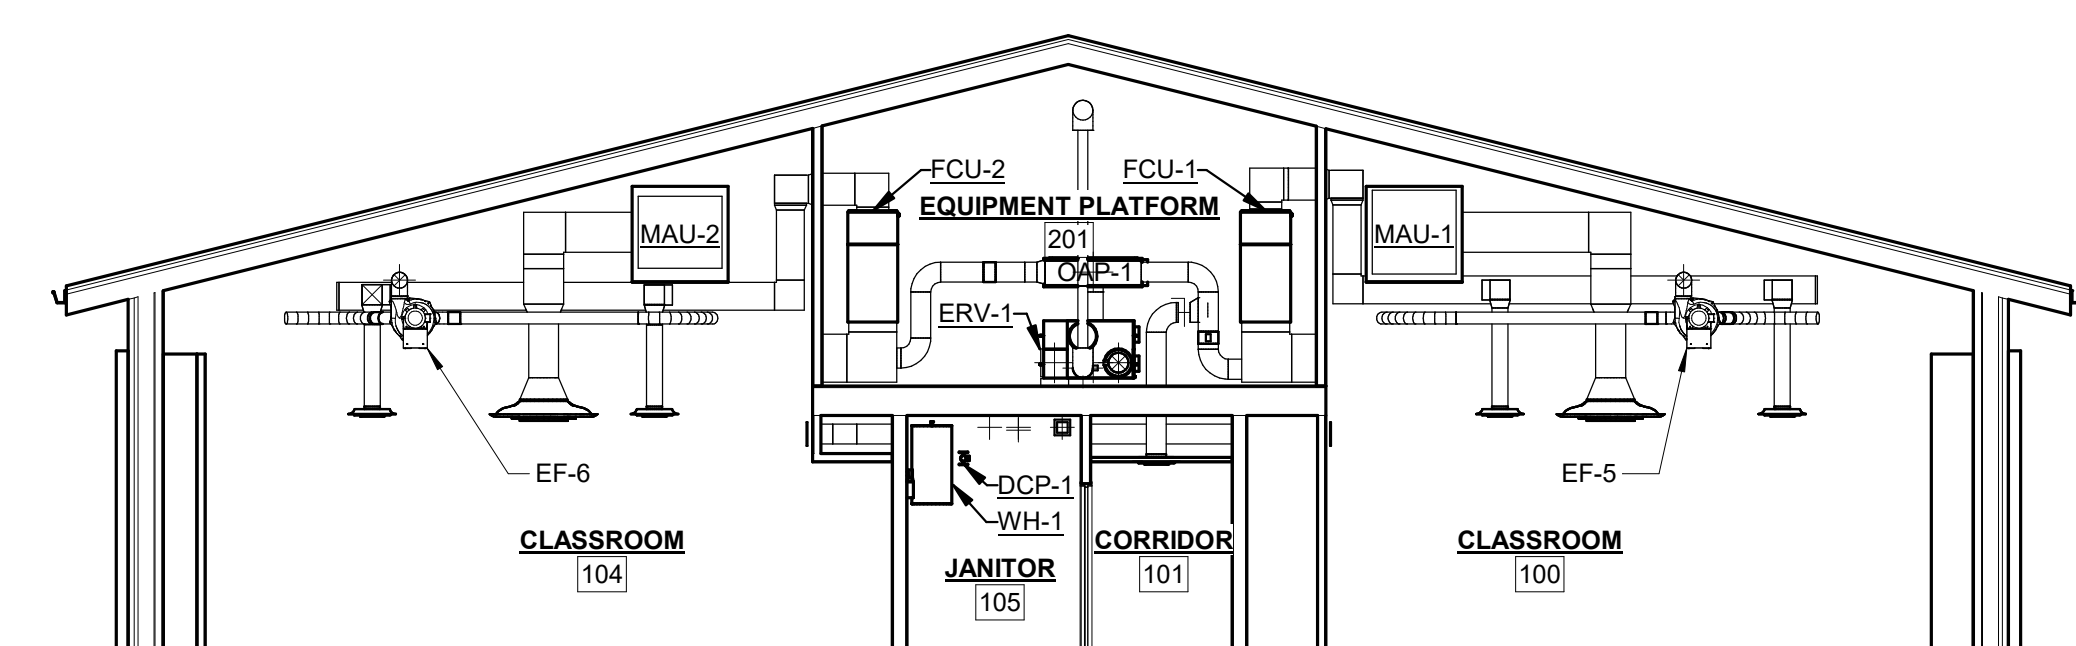 FCU-2
FCU-1
EQUIPMENT PLATFORM
201
MAU-2
MAU-1
OAP-1
ERV-1
EF-6
EF-5
DCP-1
WH-1
CLASSROOM
104
JANITOR
105
CORRIDOR
101
CLASSROOM
100